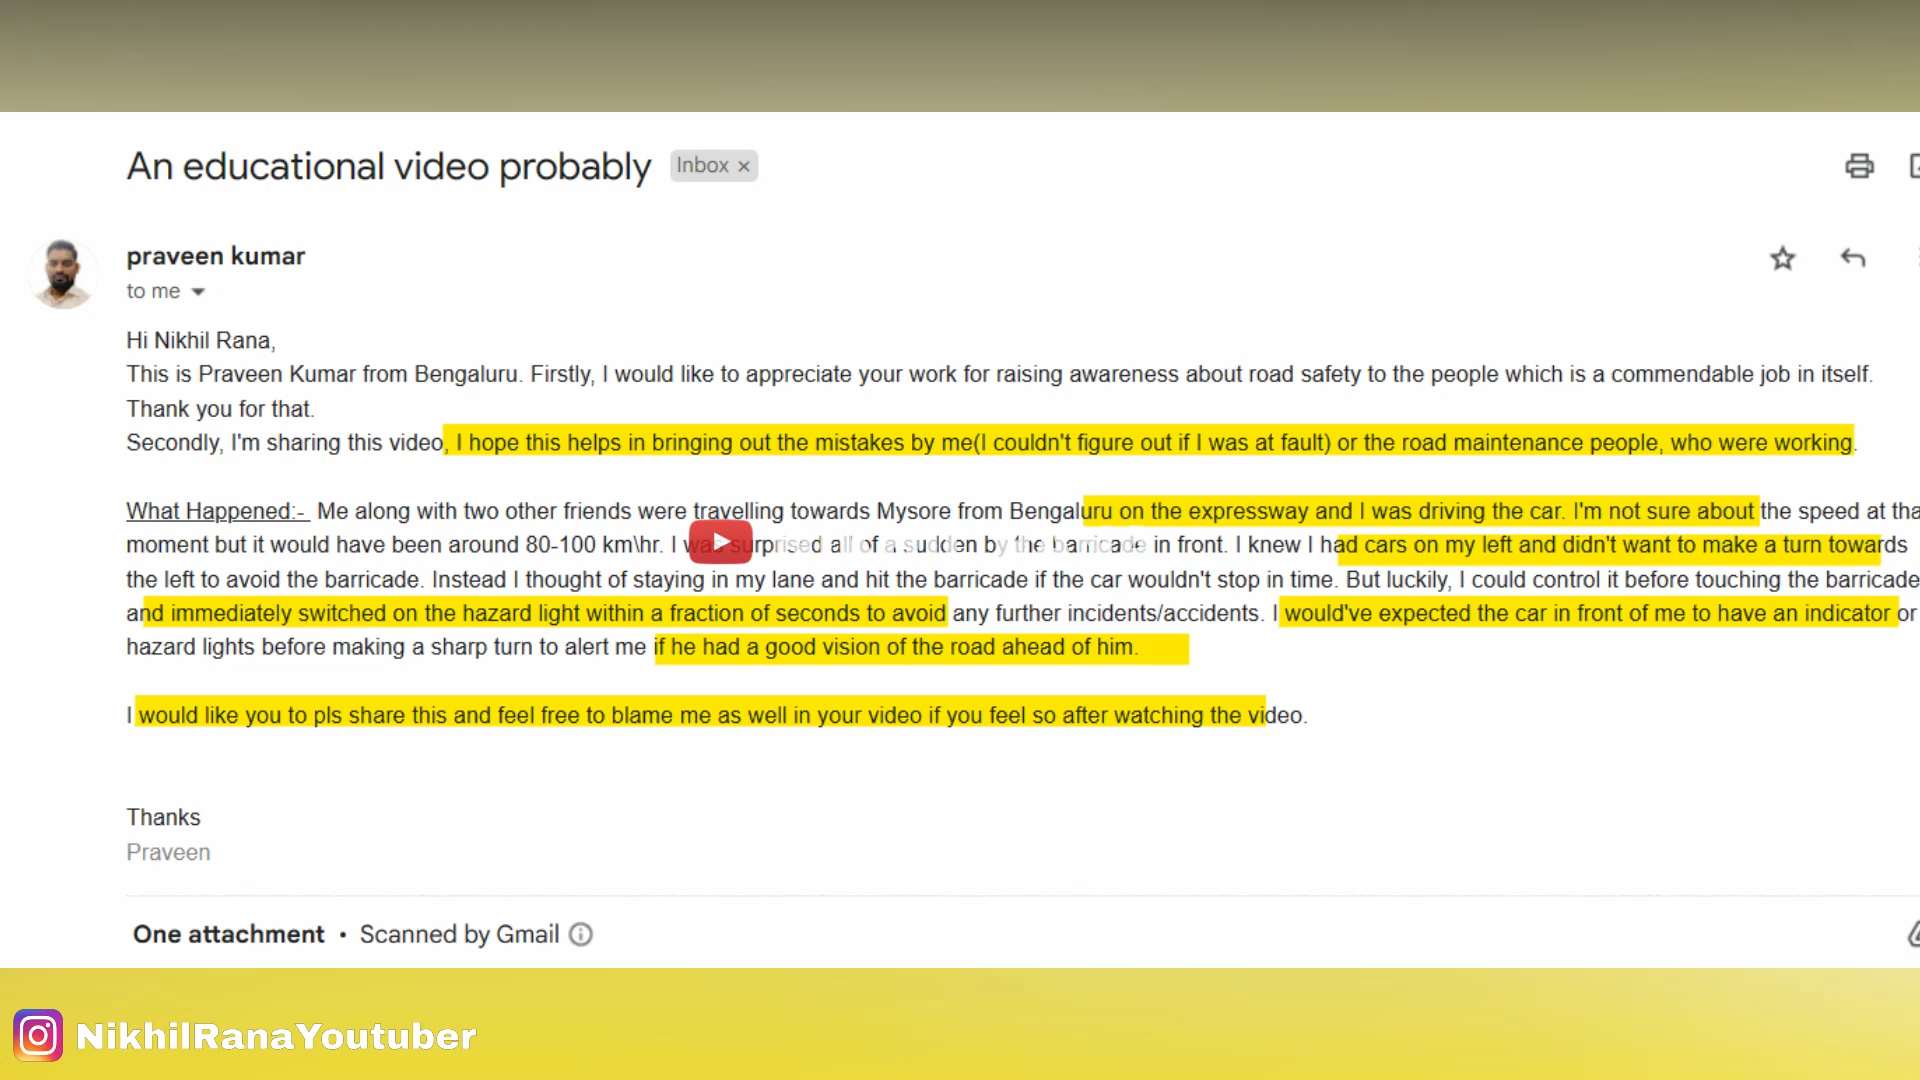 An educational video probably Inbox ×
praveen kumar
to me
Hi Nikhil Rana,
This is Praveen Kumar from Bengaluru. Firstly, I would like to appreciate your work for raising awareness about road safety to the people which is a commendable job in itself.
Thank you for that.
Secondly, I'm sharing this video, I hope this helps in bringing out the mistakes by me(I couldn't figure out if I was at fault) or the road maintenance people, who were working.
What Happened:- Me along with two other friends were travelling towards Mysore from Bengaluru on the expressway and I was driving the car. I'm not sure about the speed at tha
moment but it would have been around 80-100 km\hr. I was surprised all of a sudden by the barricade in front. I knew I had cars on my left and didn't want to make a turn towards
the left to avoid the barricade. Instead I thought of staying in my lane and hit the barricade if the car wouldn't stop in time. But luckily, I could control it before touching the barricade
and immediately switched on the hazard light within a fraction of seconds to avoid any further incidents/accidents. I would've expected the car in front of me to have an indicator or
hazard lights before making a sharp turn to alert me if he had a good vision of the road ahead of him.
I would like you to pls share this and feel free to blame me as well in your video if you feel so after watching the video.
Thanks
Praveen
One attachment • Scanned by Gmail
NikhilRanaYoutuber